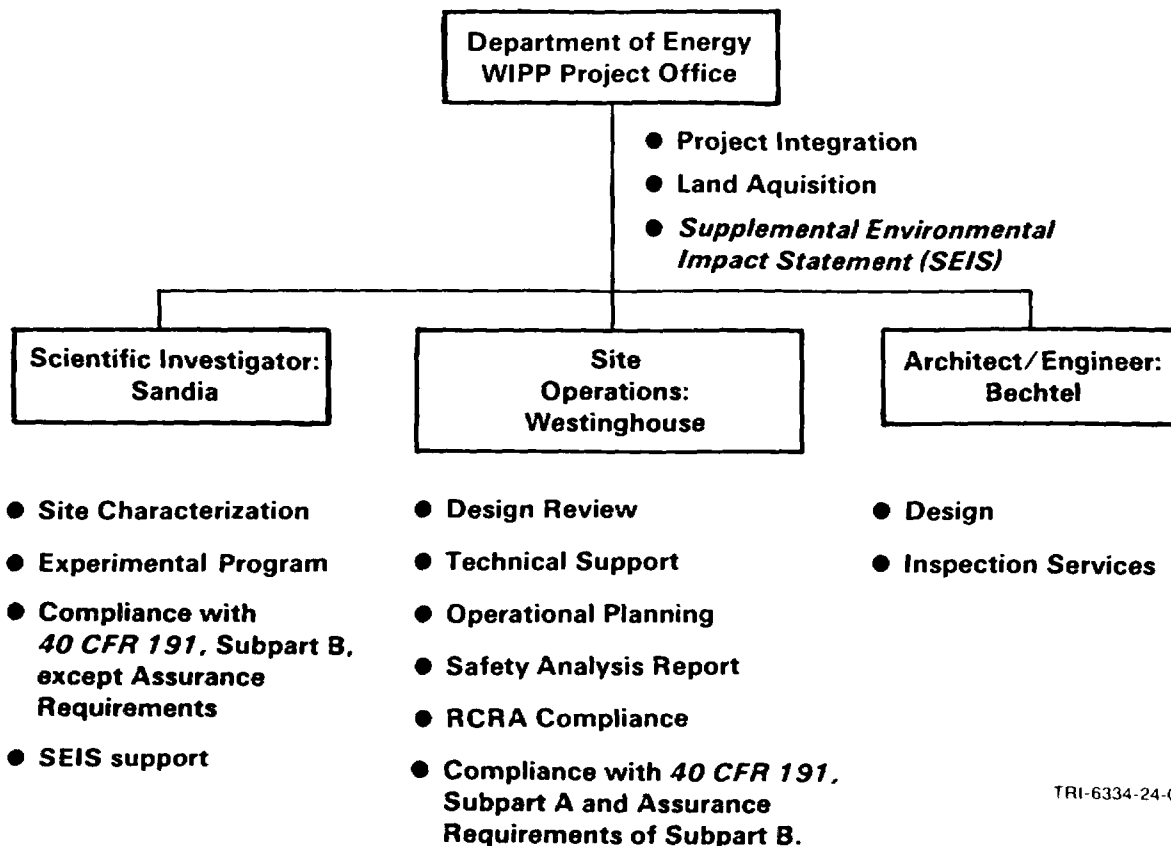 Department of Energy
WIPP Project Office
● Project Integration
● Land Aquisition
● Supplemental Environmental
Impact Statement (SEIS)
Scientific Investigator:
Sandia
Site
Operations:
Westinghouse
Architect/Engineer:
Bechtel
● Site Characterization
● Experimental Program
● Compliance with
40 CFR 191, Subpart B,
except Assurance
Requirements
● SEIS support
● Design Review
● Technical Support
● Operational Planning
● Safety Analysis Report
● RCRA Compliance
● Compliance with 40 CFR 191,
Subpart A and Assurance
Requirements of Subpart B.
● Design
● Inspection Services
TRI-6334-24-